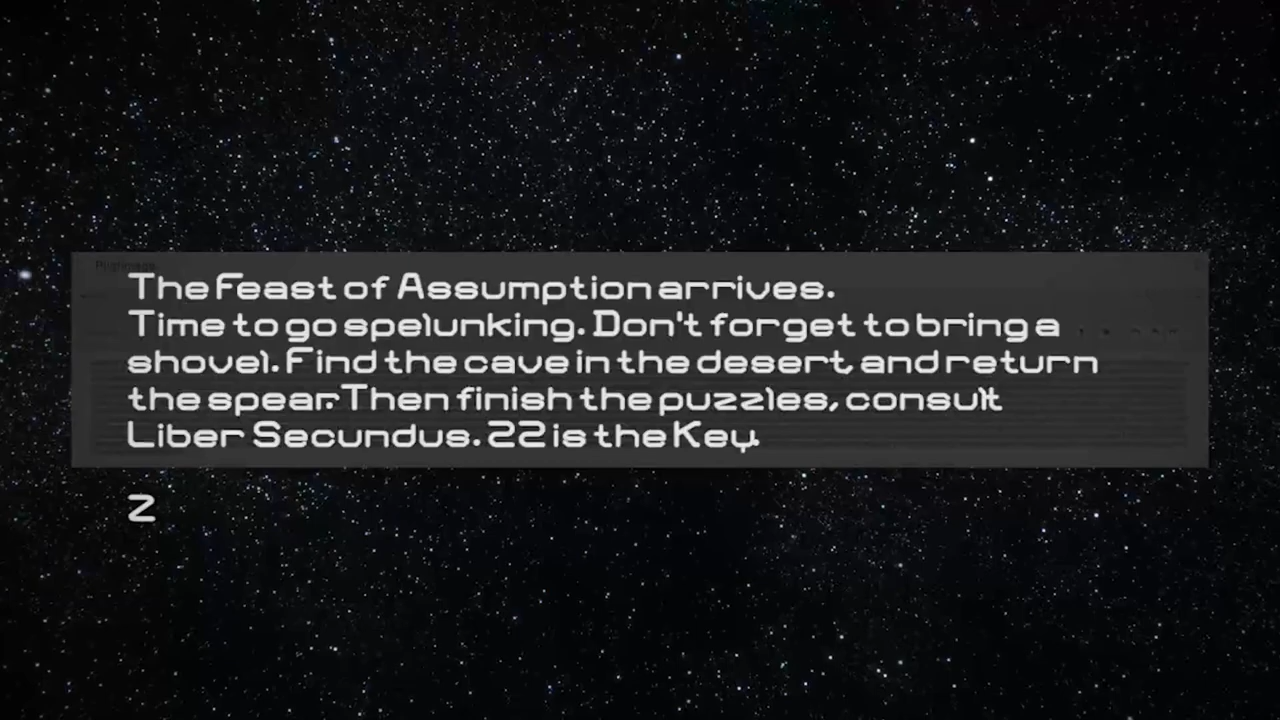 The Feast of Assumption arrives.
Time to go spelunking. Don't forget to bring a
shovel. Find the cave in the desert, and return
the spear. Then finish the puzzles, consult
Liber Secundus. 22 is the Key.
Z